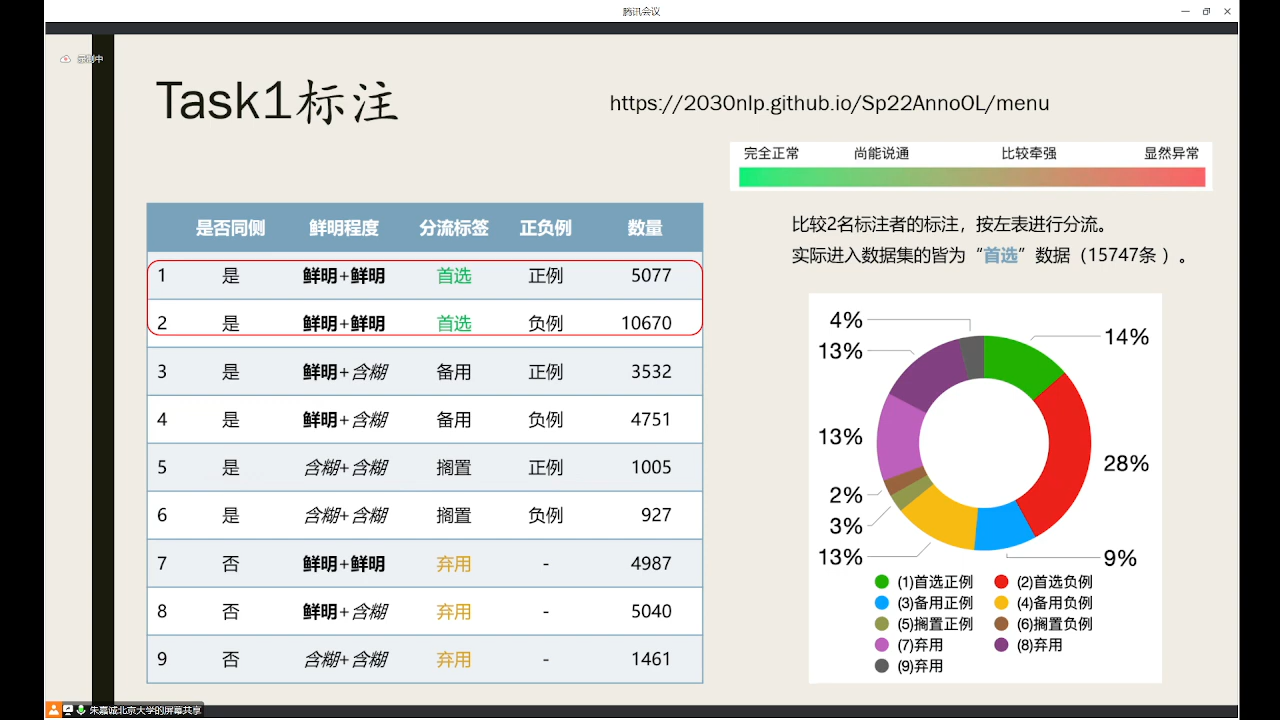 腾讯会议
录制中
Task1标注
https://2030nlp.github.io/Sp22AnnoOL/menu
完全正常 尚能说通 比较牵强 显然异常
是否同侧 鲜明程度 分流标签 正负例 数量
1 是 鲜明+鲜明 首选 正例 5077
2 是 鲜明+鲜明 首选 负例 10670
3 是 鲜明+含糊 备用 正例 3532
4 是 鲜明+含糊 备用 负例 4751
5 是 含糊+含糊 搁置 正例 1005
6 是 含糊+含糊 搁置 负例 927
7 否 鲜明+鲜明 弃用 - 4987
8 否 鲜明+含糊 弃用 - 5040
9 否 含糊+含糊 弃用 - 1461
比较2名标注者的标注，按左表进行分流。
实际进入数据集的皆为“首选”数据（15747条 ）。
4%
14%
13%
13%
28%
2%
3%
13%
9%
(1)首选正例 (2)首选负例
(3)备用正例 (4)备用负例
(5)搁置正例 (6)搁置负例
(7)弃用 (8)弃用
(9)弃用
朱嘉诚北京大学的屏幕共享